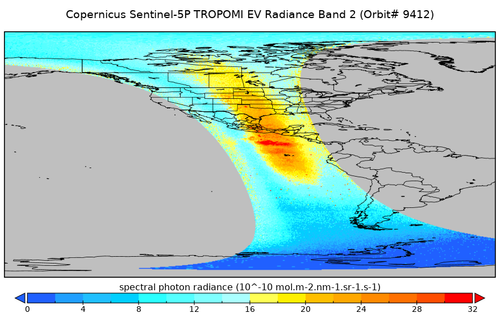 Copernicus Sentinel-5P TROPOMI EV Radiance Band 2 (Orbit# 9412)
spectral photon radiance (10^-10 mol.m-2.nm-1.sr-1.s-1)
0 4 8 12 16 20 24 28 32